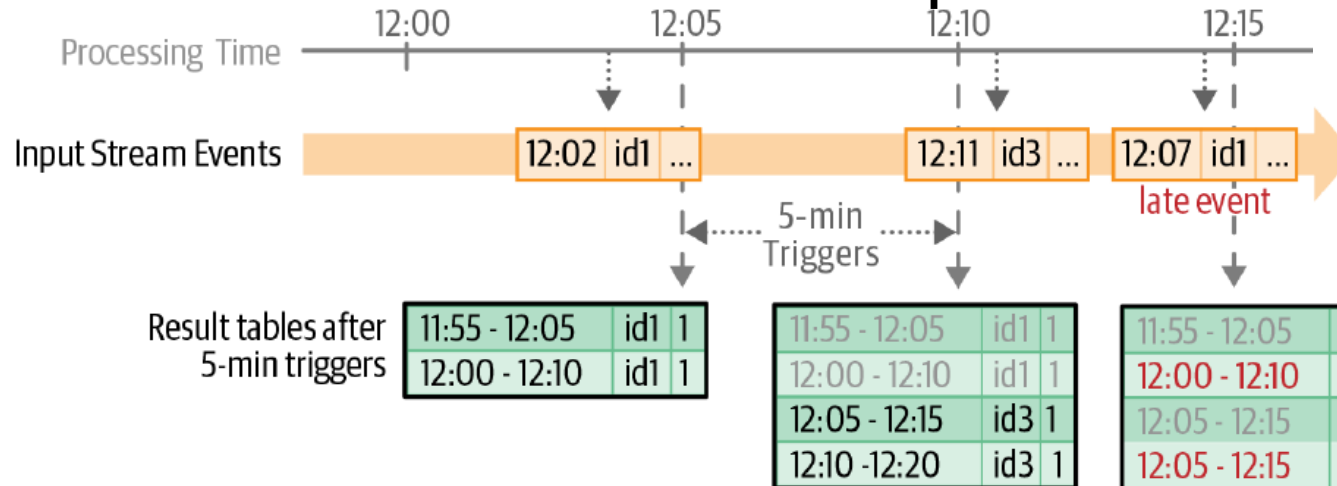 12:00 12:05 12:10 12:15
Processing Time
Input Stream Events 12:02 id1 ... 12:11 id3 ... 12:07 id1 ...
late event
5-min
Triggers
Result tables after
5-min triggers
11:55 - 12:05 id1 1
12:00 - 12:10 id1 1
11:55 - 12:05 id1 1
12:00 - 12:10 id1 1
12:05 - 12:15 id3 1
12:10 -12:20 id3 1
11:55 - 12:05
12:00 - 12:10
12:05 - 12:15
12:05 - 12:15